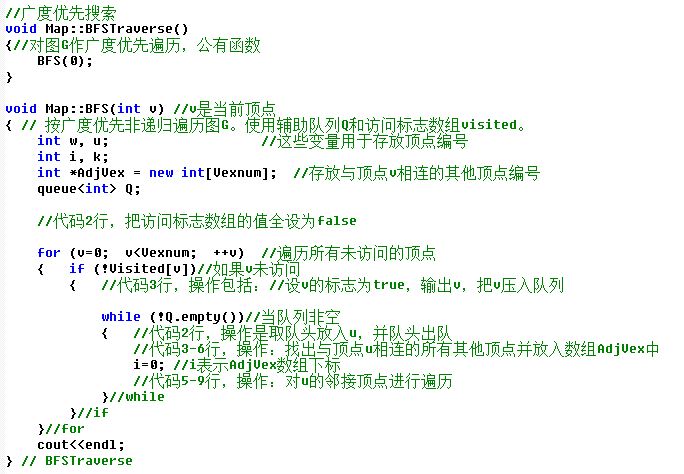 //广度优先搜索
void Map::BFSTraverse()
{//对图G作广度优先遍历，公有函数
    BFS(0);
}

void Map::BFS(int v) //v是当前顶点
{ // 按广度优先非递归遍历图G。使用辅助队列Q和访问标志数组visited。
    int w, u;                   //这些变量用于存放顶点编号
    int i, k;
    int *AdjVex = new int[Vexnum];  //存放与顶点v相连的其他顶点编号
    queue<int> Q;

    //代码2行，把访问标志数组的值全设为false

    for (v=0;  v<Vexnum;  ++v)  //遍历所有未访问的顶点
    {   if (!Visited[v])//如果v未访问
        {   //代码3行，操作包括：//设v的标志为true，输出v，把v压入队列

            while (!Q.empty())//当队列非空
            {   //代码2行，操作是取队头放入u，并队头出队
                //代码3-6行，操作：找出与顶点u相连的所有其他顶点并放入数组AdjVex中
                i=0; //i表示AdjVex数组下标
                //代码5-9行，操作：对u的邻接顶点进行遍历
            }//while
        }//if
    }//for
    cout<<endl;
} // BFSTraverse